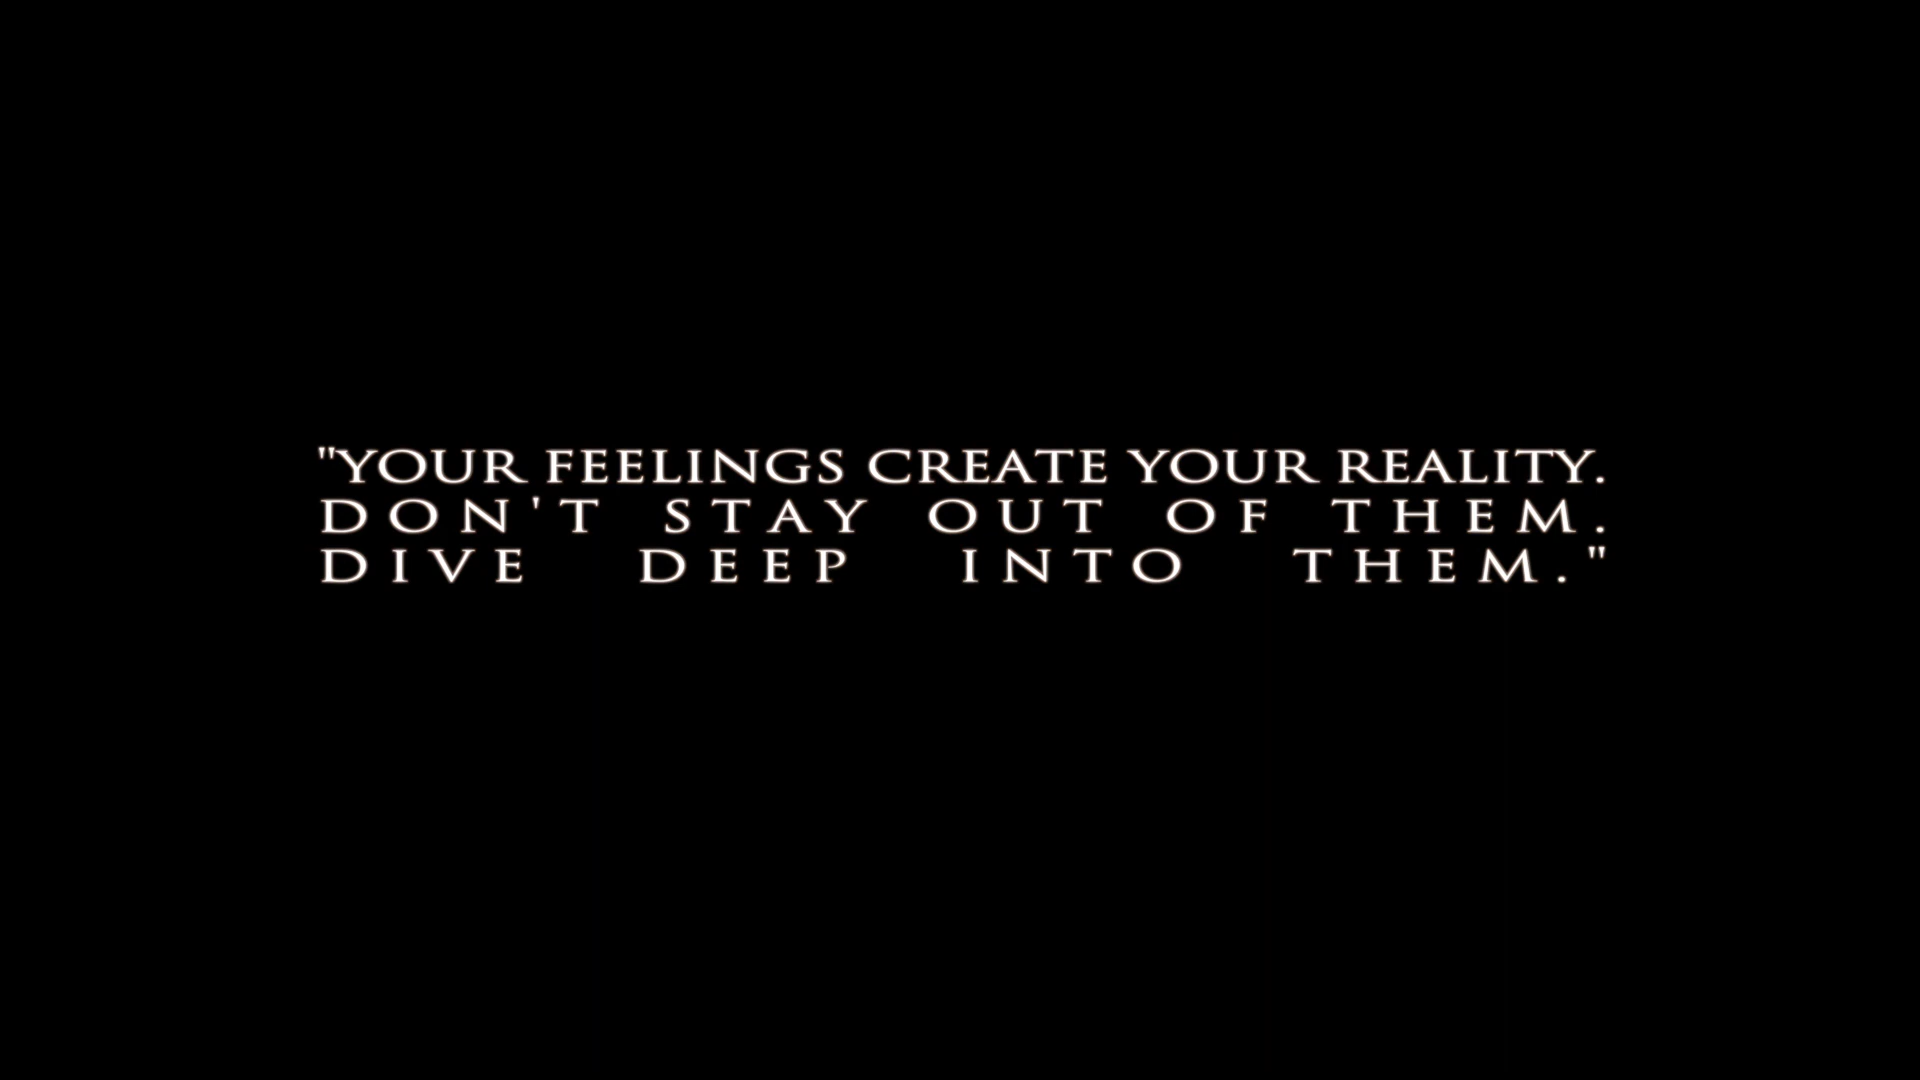 "YOUR FEELINGS CREATE YOUR REALITY.
DON'T STAY OUT OF THEM.
DIVE DEEP INTO THEM."